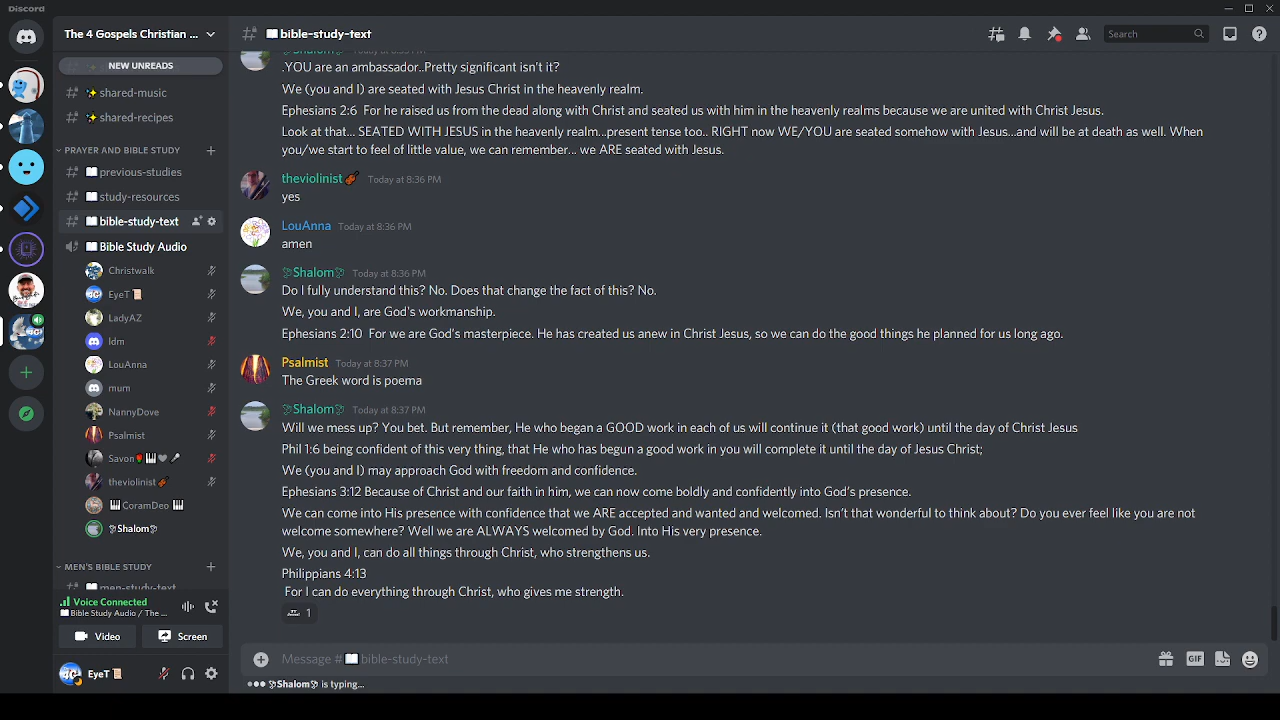 Discord
The 4 Gospels Christian ...
bible-study-text
Search
NEW UNREADS
shared-music
shared-recipes
PRAYER AND BIBLE STUDY
previous-studies
study-resources
bible-study-text
Bible Study Audio
Christwalk
EyeT
LadyAZ
ldm
LouAnna
mum
NannyDove
Psalmist
Savon
theviolinist
CoramDeo
Shalom
MEN'S BIBLE STUDY
men-study-text
Voice Connected
Bible Study Audio / The ...
Video
Screen
EyeT
Shalom
.YOU are an ambassador..Pretty significant isn't it?
We (you and I) are seated with Jesus Christ in the heavenly realm.
Ephesians 2:6 For he raised us from the dead along with Christ and seated us with him in the heavenly realms because we are united with Christ Jesus.
Look at that... SEATED WITH JESUS in the heavenly realm...present tense too.. RIGHT now WE/YOU are seated somehow with Jesus...and will be at death as well. When
you/we start to feel of little value, we can remember... we ARE seated with Jesus.
theviolinist Today at 8:36 PM
yes
LouAnna Today at 8:36 PM
amen
Shalom Today at 8:36 PM
Do I fully understand this? No. Does that change the fact of this? No.
We, you and I, are God's workmanship.
Ephesians 2:10 For we are God's masterpiece. He has created us anew in Christ Jesus, so we can do the good things he planned for us long ago.
Psalmist Today at 8:37 PM
The Greek word is poema
Shalom Today at 8:37 PM
Will we mess up? You bet. But remember, He who began a GOOD work in each of us will continue it (that good work) until the day of Christ Jesus
Phil 1:6 being confident of this very thing, that He who has begun a good work in you will complete it until the day of Jesus Christ;
We (you and I) may approach God with freedom and confidence.
Ephesians 3:12 Because of Christ and our faith in him, we can now come boldly and confidently into God's presence.
We can come into His presence with confidence that we ARE accepted and wanted and welcomed. Isn't that wonderful to think about? Do you ever feel like you are not
welcome somewhere? Well we are ALWAYS welcomed by God. Into His very presence.
We, you and I, can do all things through Christ, who strengthens us.
Philippians 4:13
For I can do everything through Christ, who gives me strength.
1
Message # bible-study-text
GIF
Shalom is typing...